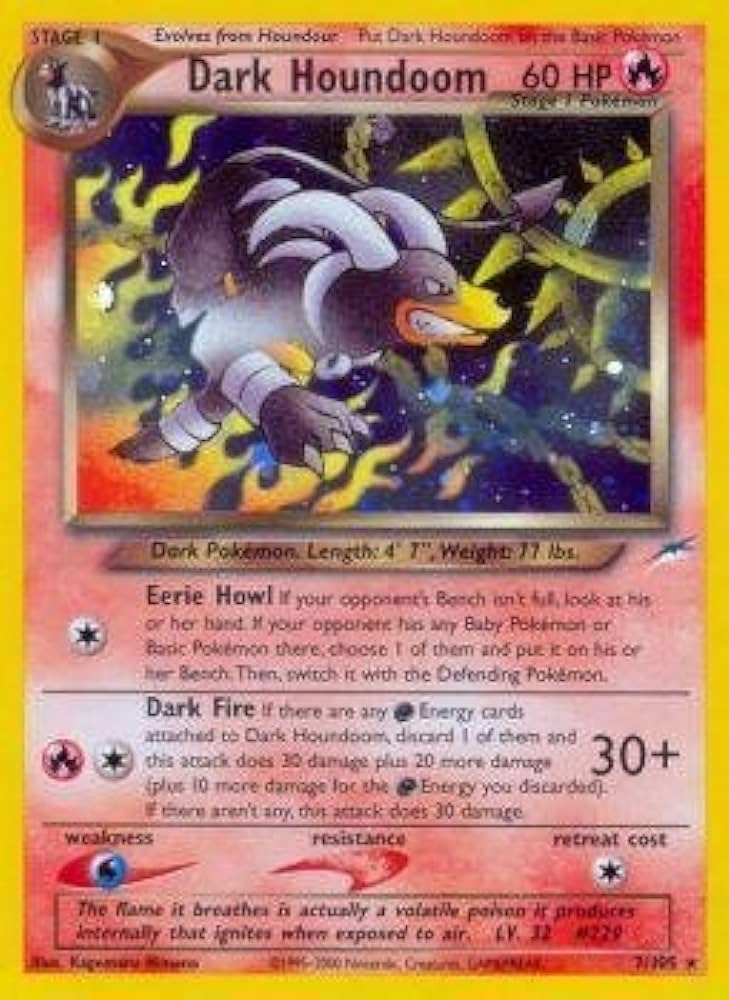 STAGE 1 Evolves from Houndour Put Dark Houndoom on the Basic Pokémon
Dark Houndoom 60 HP
Stage 1 Pokémon
Dark Pokémon. Length: 4' 7", Weight: 77 lbs.
Eerie Howl If your opponent's Bench isn't full, look at his
or her hand. If your opponent has any Baby Pokémon or
Basic Pokémon there, choose 1 of them and put it on his or
her Bench. Then, switch it with the Defending Pokémon.
Dark Fire If there are any Energy cards
attached to Dark Houndoom, discard 1 of them and
this attack does 30 damage plus 20 more damage
(plus 10 more damage for the Energy you discarded).
If there aren't any, this attack does 30 damage.
30+
weakness resistance retreat cost
The flame it breathes is actually a volatile poison it produces
internally that ignites when exposed to air. LV. 32 #229
Illus. Kagemaru Himeno ©1995-2000 Nintendo, Creatures, GAMEFREAK. 7/105